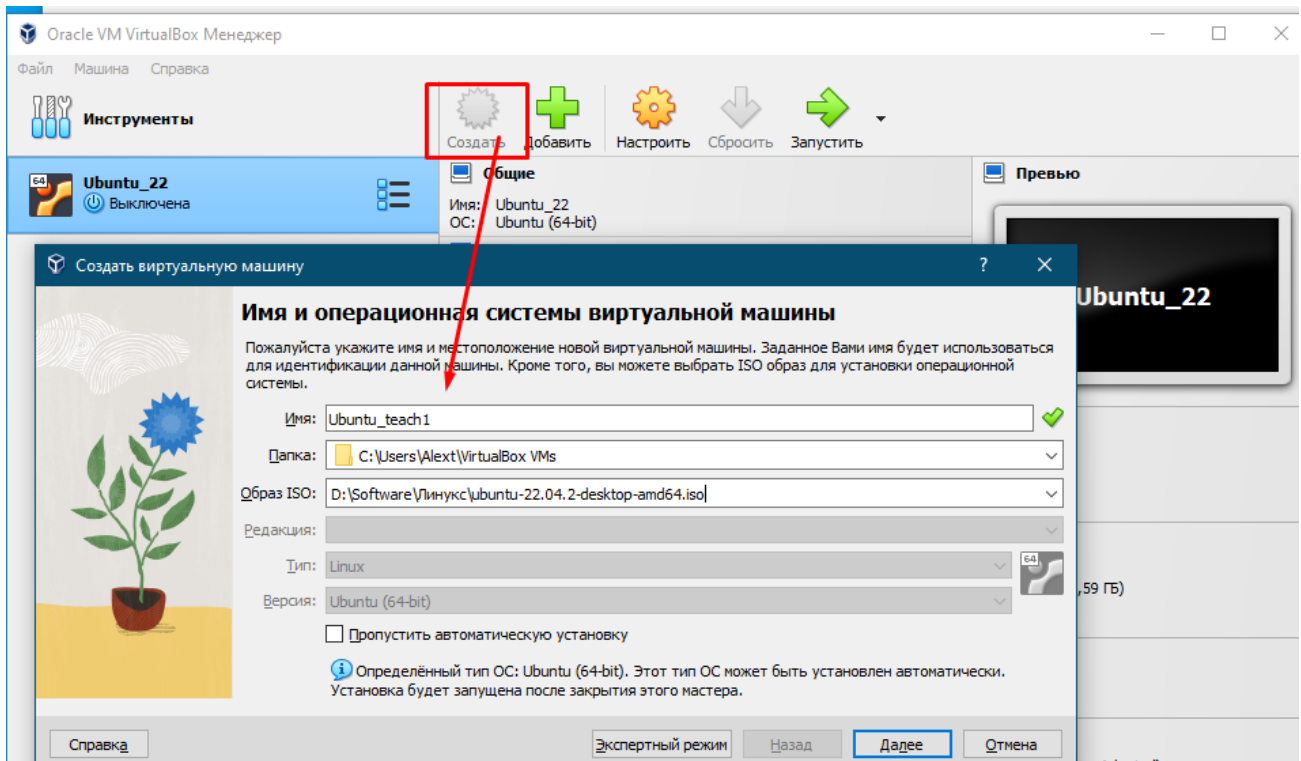 Oracle VM VirtualBox Менеджер
Файл Машина Справка
Инструменты
Создать Добавить Настроить Сбросить Запустить
64 Ubuntu_22
Выключена
Общие
Имя: Ubuntu_22
ОС: Ubuntu (64-bit)
Превью
Ubuntu_22
Создать виртуальную машину ?
Имя и операционная системы виртуальной машины
Пожалуйста укажите имя и местоположение новой виртуальной машины. Заданное Вами имя будет использоваться
для идентификации данной машины. Кроме того, вы можете выбрать ISO образ для установки операционной
системы.
Имя: Ubuntu_teach1
Папка: C:\Users\Alext\VirtualBox VMs
Образ ISO: D:\Software\Линукс\ubuntu-22.04.2-desktop-amd64.iso
Редакция:
Тип: Linux 64
Версия: Ubuntu (64-bit)
Пропустить автоматическую установку
Определённый тип ОС: Ubuntu (64-bit). Этот тип ОС может быть установлен автоматически.
Установка будет запущена после закрытия этого мастера.
,59 ГБ)
Справка Экспертный режим Назад Далее Отмена